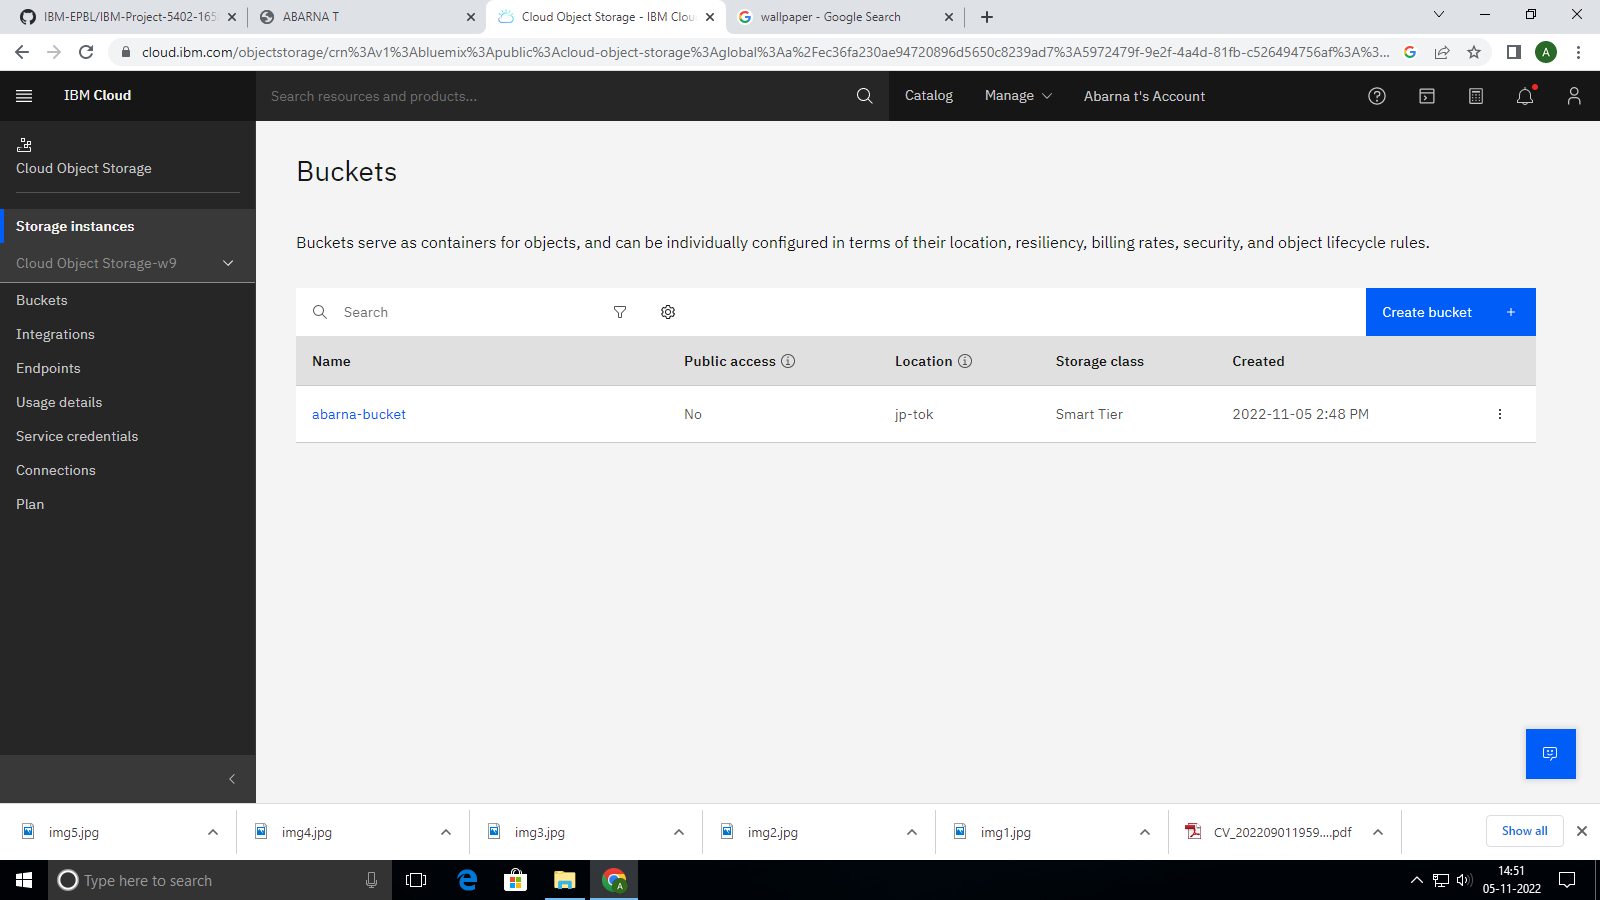 IBM-EPBL/IBM-Project-5402-165
ABARNA T
Cloud Object Storage - IBM Clou
wallpaper - Google Search
cloud.ibm.com/objectstorage/crn%3Av1%3Abluemix%3Apublic%3Acloud-object-storage%3Aglobal%3Aa%2Fec36fa230ae94720896d5650c8239ad7%3A5972479f-9e2f-4a4d-81fb-c526494756af%3A%3...
A
IBM Cloud
Search resources and products...
Catalog
Manage
Abarna t's Account
Cloud Object Storage
Storage instances
Cloud Object Storage-w9
Buckets
Integrations
Endpoints
Usage details
Service credentials
Connections
Plan
Buckets
Buckets serve as containers for objects, and can be individually configured in terms of their location, resiliency, billing rates, security, and object lifecycle rules.
Search
Create bucket +
Name Public access Location Storage class Created
abarna-bucket No jp-tok Smart Tier 2022-11-05 2:48 PM
img5.jpg
img4.jpg
img3.jpg
img2.jpg
img1.jpg
CV_202209011959....pdf
Show all
Type here to search
A
14:51
05-11-2022